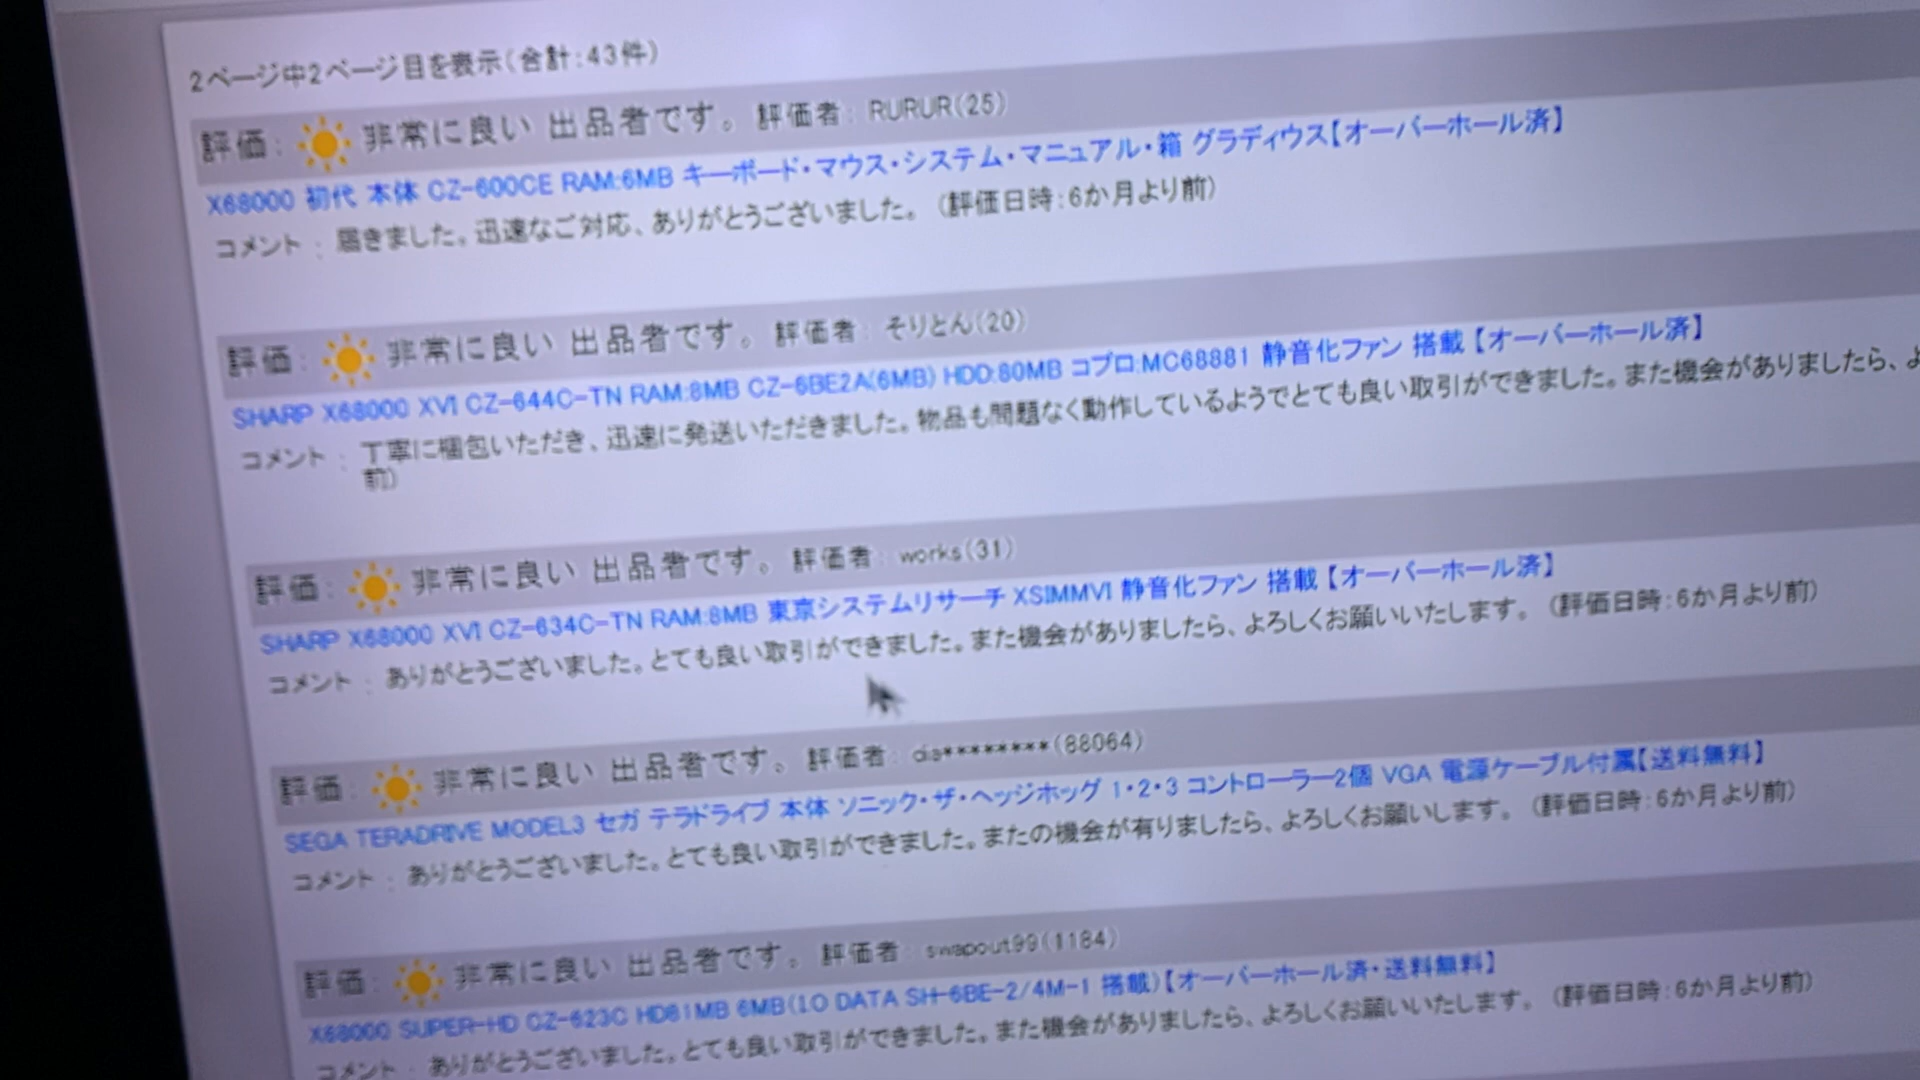 2ページ中2ページ目を表示(合計:43件)
評価: 非常に良い 出品者です。 評価者: RURUR(25)
X68000 初代 本体 CZ-600CE RAM:6MB キーボード・マウス・システム・マニュアル・箱 グラディウス【オーバーホール済】
コメント : 届きました。迅速なご対応、ありがとうございました。 (評価日時:6か月より前)
評価: 非常に良い 出品者です。 評価者: そりとん(20)
SHARP X68000 XVI CZ-644C-TN RAM:8MB CZ-6BE2A(6MB) HDD:80MB コプロ:MC68881 静音化ファン 搭載【オーバーホール済】
コメント : 丁寧に梱包いただき、迅速に発送いただきました。物品も問題なく動作しているようでとても良い取引ができました。また機会がありましたら、よ
前)
評価: 非常に良い 出品者です。 評価者: works(31)
SHARP X68000 XVI CZ-634C-TN RAM:8MB 東京システムリサーチ XSIMMVI 静音化ファン 搭載【オーバーホール済】
コメント : ありがとうございました。とても良い取引ができました。また機会がありましたら、よろしくお願いいたします。 (評価日時:6か月より前)
評価: 非常に良い 出品者です。 評価者: dia********(88064)
SEGA TERADRIVE MODEL3 セガ テラドライブ 本体 ソニック・ザ・ヘッジホッグ 1・2・3 コントローラー2個 VGA 電源ケーブル付属【送料無料】
コメント : ありがとうございました。とても良い取引ができました。またの機会が有りましたら、よろしくお願いします。 (評価日時:6か月より前)
評価: 非常に良い 出品者です。 評価者: swapout99(1184)
X68000 SUPER-HD CZ-623C HD81MB 6MB(I.O DATA SH-6BE-2/4M-1 搭載)【オーバーホール済・送料無料】
コメント : ありがとうございました。とても良い取引ができました。また機会がありましたら、よろしくお願いいたします。 (評価日時:6か月より前)